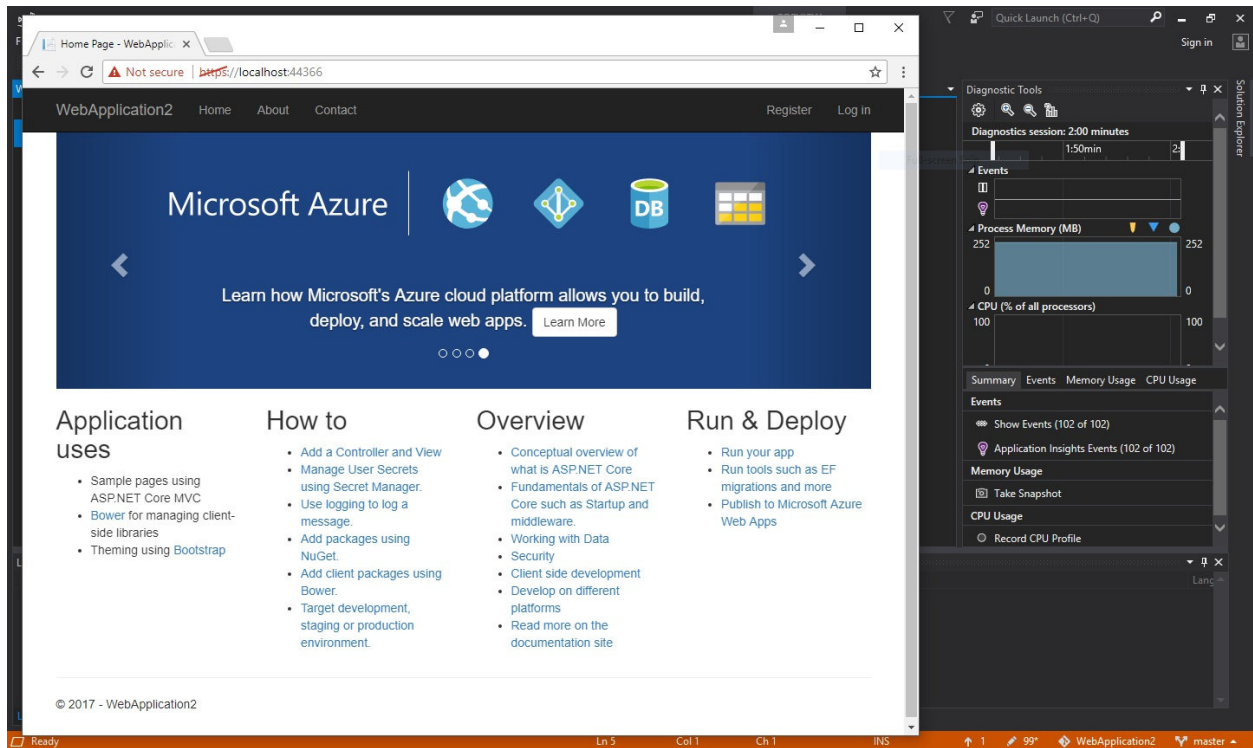 Quick Launch (Ctrl+Q)
Sign in
Home Page - WebApplic
Not secure https://localhost:44366
WebApplication2 Home About Contact Register Log in
Microsoft Azure
DB
Learn how Microsoft's Azure cloud platform allows you to build,
deploy, and scale web apps. Learn More
Application
uses
Sample pages using
ASP.NET Core MVC
Bower for managing client-
side libraries
Theming using Bootstrap
How to
Add a Controller and View
Manage User Secrets
using Secret Manager.
Use logging to log a
message.
Add packages using
NuGet.
Add client packages using
Bower.
Target development,
staging or production
environment.
Overview
Conceptual overview of
what is ASP.NET Core
Fundamentals of ASP.NET
Core such as Startup and
middleware.
Working with Data
Security
Client side development
Develop on different
platforms
Read more on the
documentation site
Run & Deploy
Run your app
Run tools such as EF
migrations and more
Publish to Microsoft Azure
Web Apps
© 2017 - WebApplication2
Diagnostic Tools
Solution Explorer
Diagnostics session: 2:00 minutes
1:50min 2:
Events
Process Memory (MB)
252 252
0 0
CPU (% of all processors)
100 100
Summary Events Memory Usage CPU Usage
Events
Show Events (102 of 102)
Application Insights Events (102 of 102)
Memory Usage
Take Snapshot
CPU Usage
Record CPU Profile
Lang
Ready Ln 5 Col 1 Ch 1 INS 1 99* WebApplication2 master